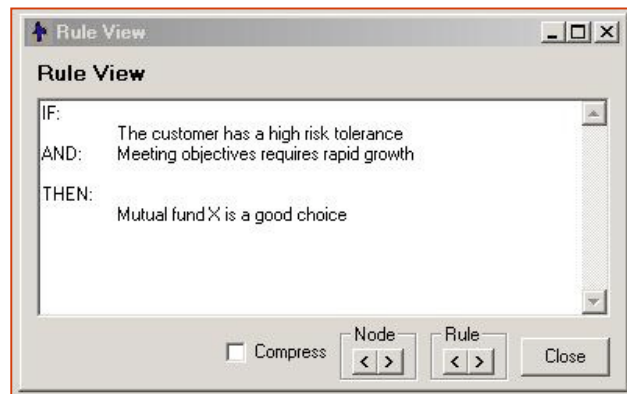 Rule View
Rule View
IF:
The customer has a high risk tolerance
AND: Meeting objectives requires rapid growth
THEN:
Mutual fund X is a good choice
Compress
Node
< >
Rule
< >
Close